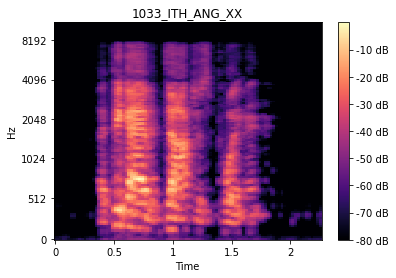 1033_ITH_ANG_XX
8192
4096
2048
1024
512
0
Hz
0
0.5
1
1.5
2
Time
-10 dB
-20 dB
-30 dB
-40 dB
-50 dB
-60 dB
-70 dB
-80 dB